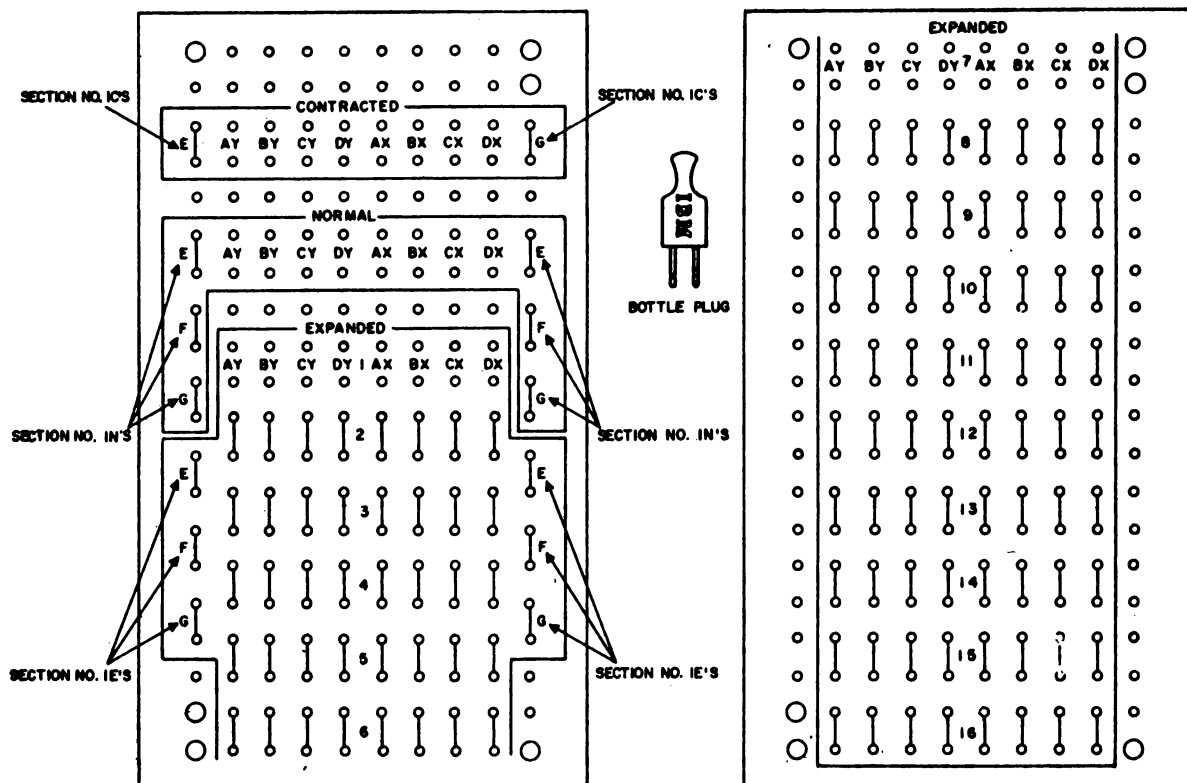 SECTION NO. IC'S
CONTRACTED
SECTION NO. IC'S
E AY BY CY DY AX BX CX DX G
NORMAL
E AY BY CY DY AX BX CX DX E
F F
EXPANDED
AY BY CY DY 1 AX BX CX DX
G G
SECTION NO. IN'S
SECTION NO. IN'S
2
E E
3
F F
4
G G
5
SECTION NO. IE'S
SECTION NO. IE'S
6
IBM
BOTTLE PLUG
EXPANDED
AY BY CY DY 7 AX BX CX DX
8
9
10
11
12
13
14
15
16